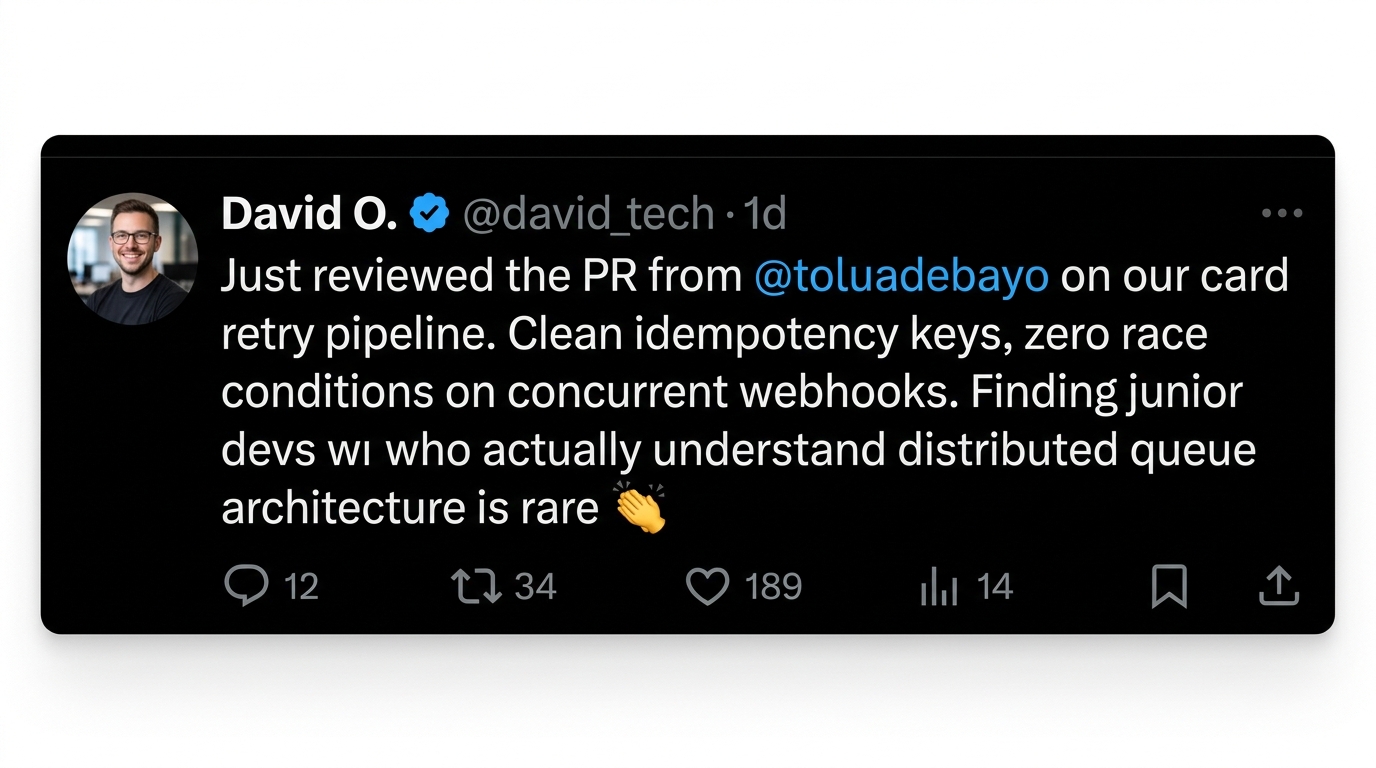 David O. @david_tech · 1d
Just reviewed the PR from @toluadebayo on our card
retry pipeline. Clean idempotency keys, zero race
conditions on concurrent webhooks. Finding junior
devs wı who actually understand distributed queue
architecture is rare 👏
12 34 189 14